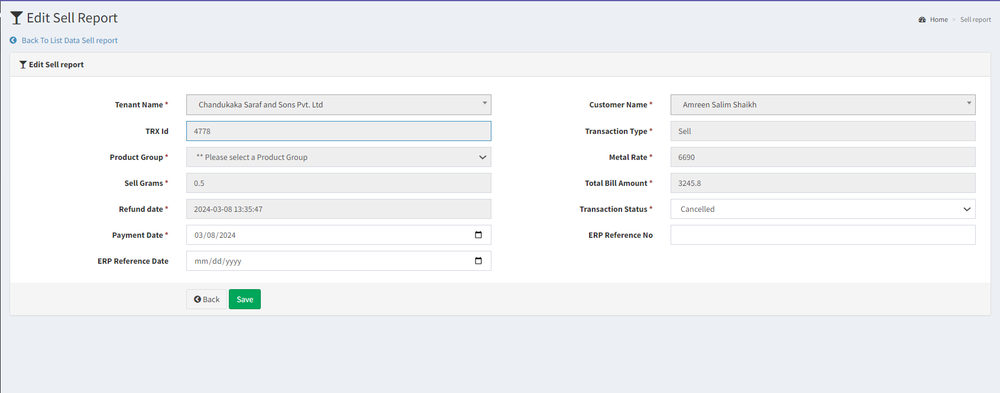 Edit Sell Report
Home > Sell report
Back To List Data Sell report
Edit Sell report
Tenant Name * Chandukaka Saraf and Sons Pvt. Ltd
Customer Name * Amreen Salim Shaikh
TRX Id 4778
Transaction Type * Sell
Product Group * ** Please select a Product Group
Metal Rate * 6690
Sell Grams * 0.5
Total Bill Amount * 3245.8
Refund date * 2024-03-08 13:35:47
Transaction Status * Cancelled
Payment Date * 03/08/2024
ERP Reference No
ERP Reference Date mm/dd/yyyy
Back Save